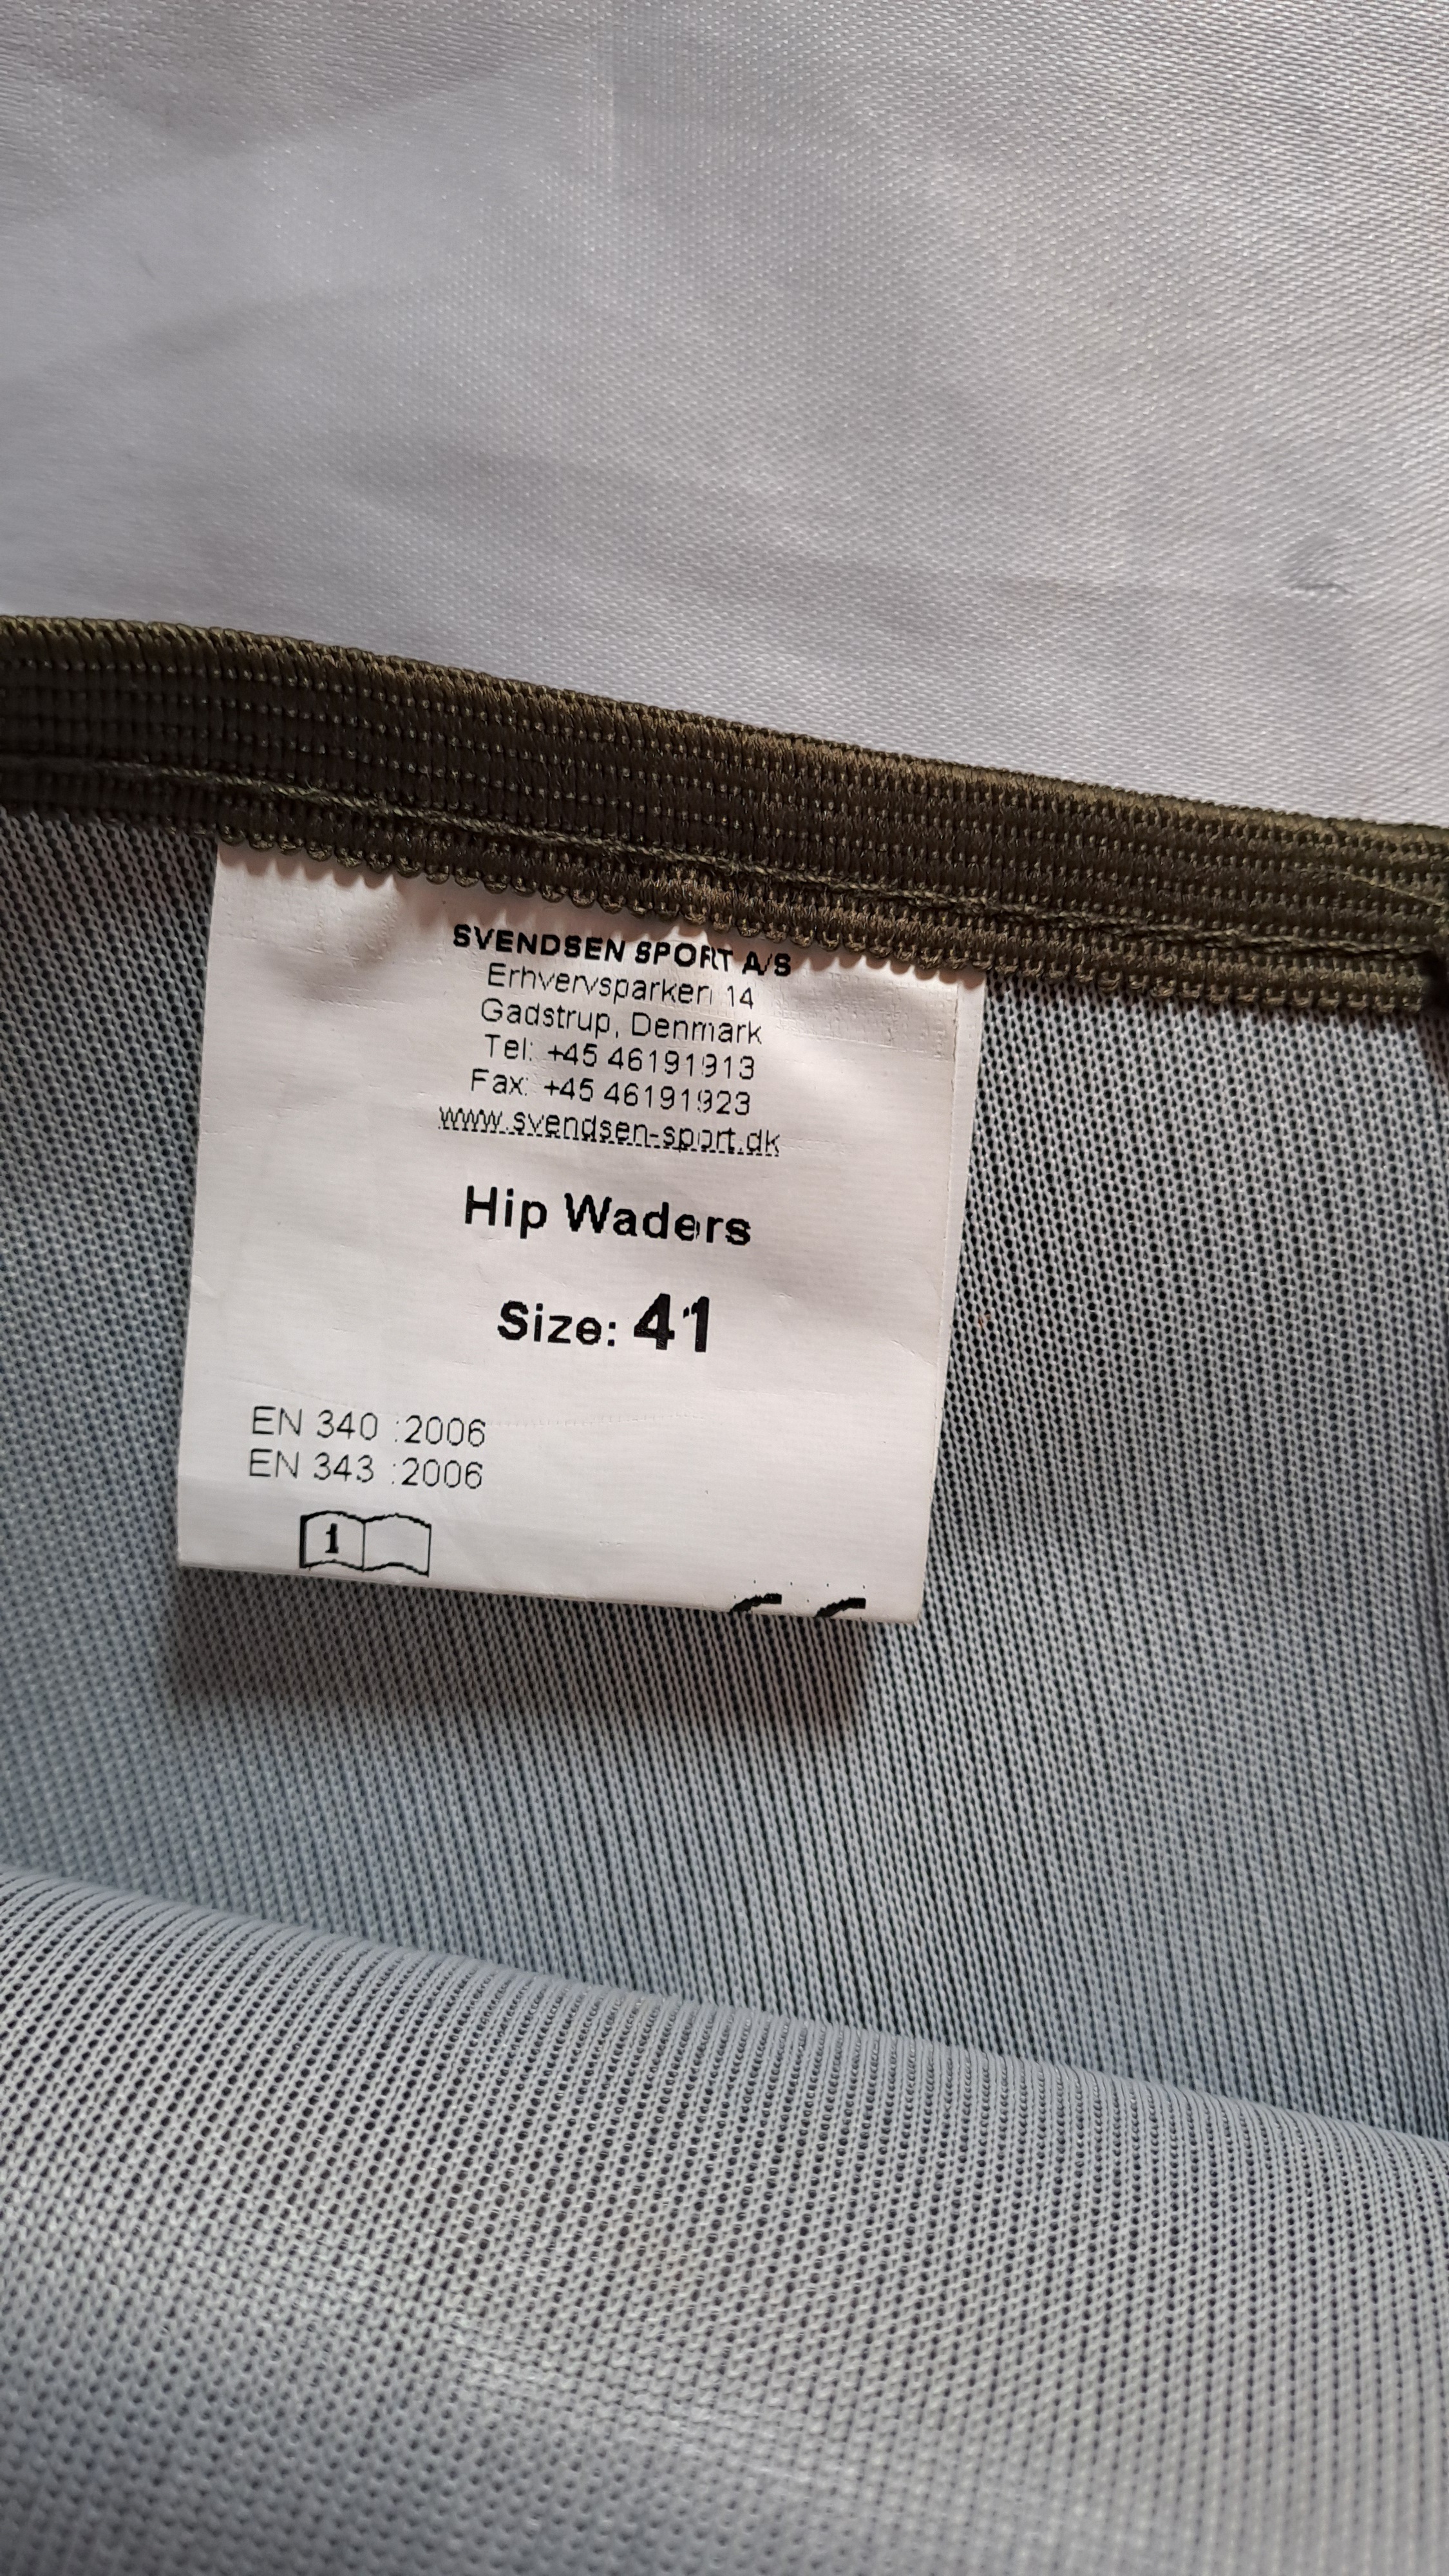 SVENDSEN SPORT A/S
Erhvervsparken 14
Gadstrup, Denmark
Tel: +45 46191913
Fax: +45 46191923
www.svendsen-sport.dk
Hip Waders
Size: 41
EN 340 :2006
EN 343 :2006
1